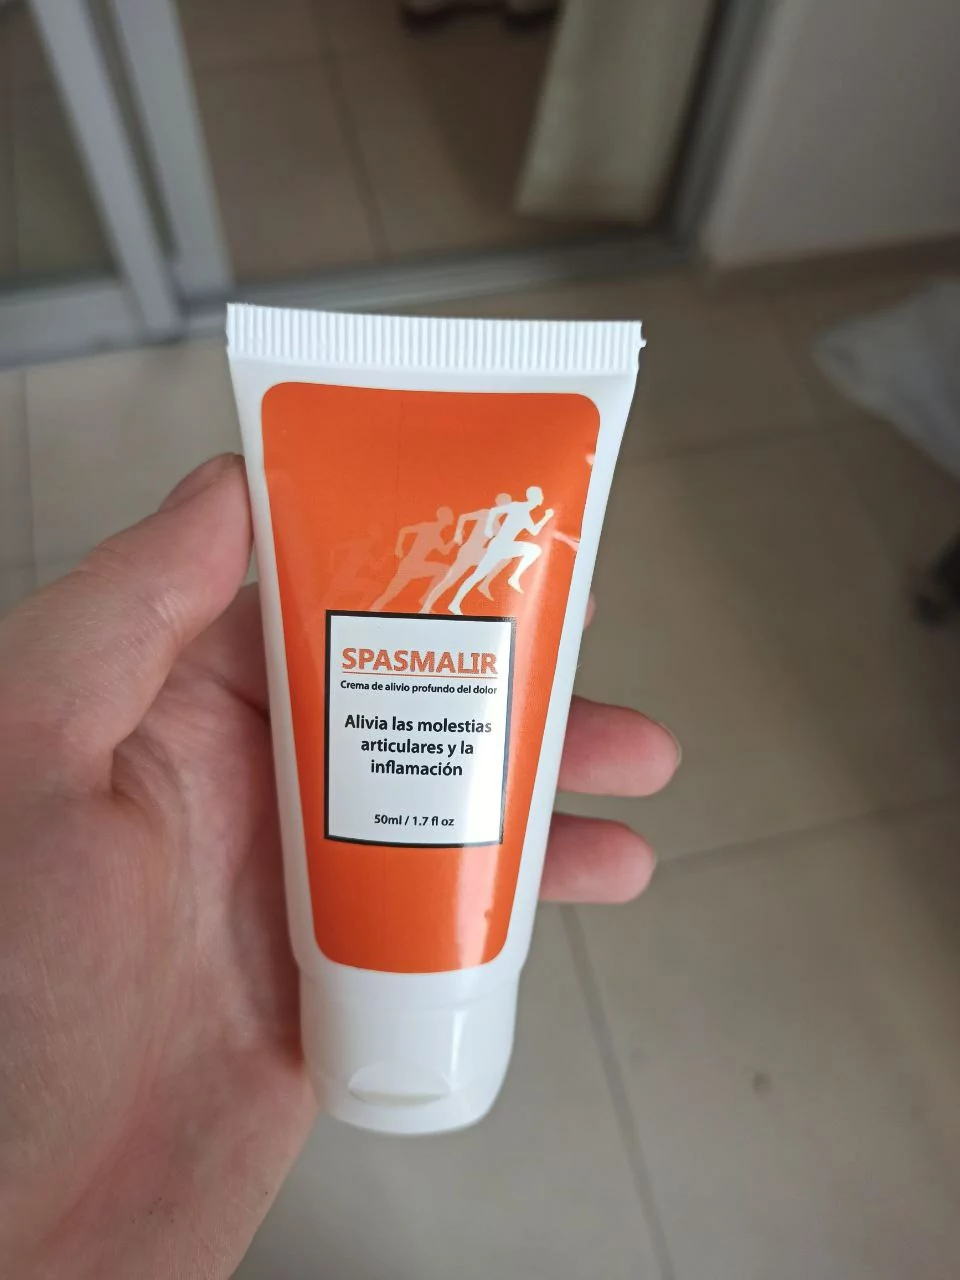 SPASMALIR
Crema de alivio profundo del dolor
Alivia las molestias
articulares y la
inflamación
50ml / 1.7 fl oz